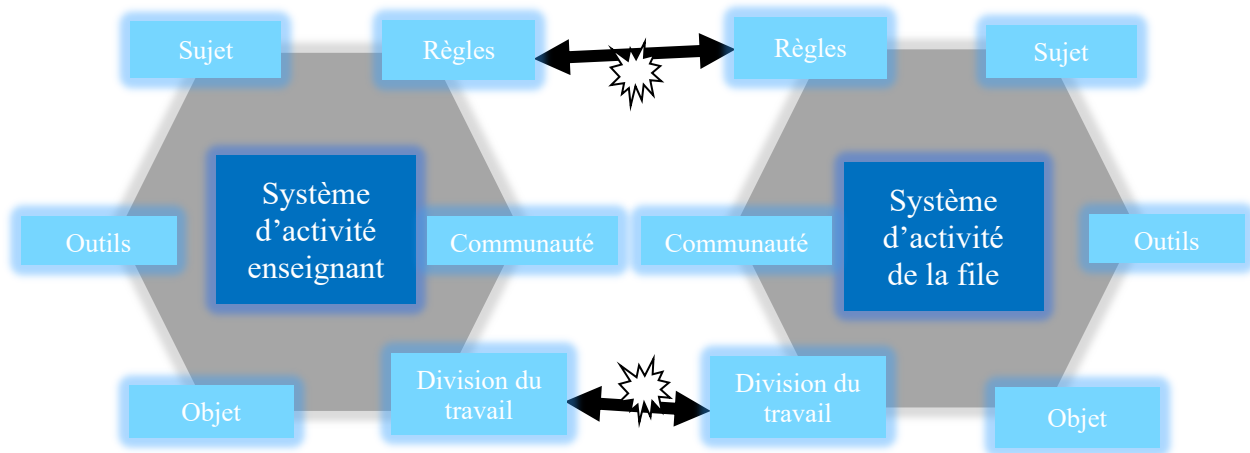 Sujet
Règles
Règles
Sujet
Système
d’activité
enseignant
Système
d’activité
de la file
Outils
Communauté
Communauté
Outils
Division du
travail
Division du
travail
Objet
Objet